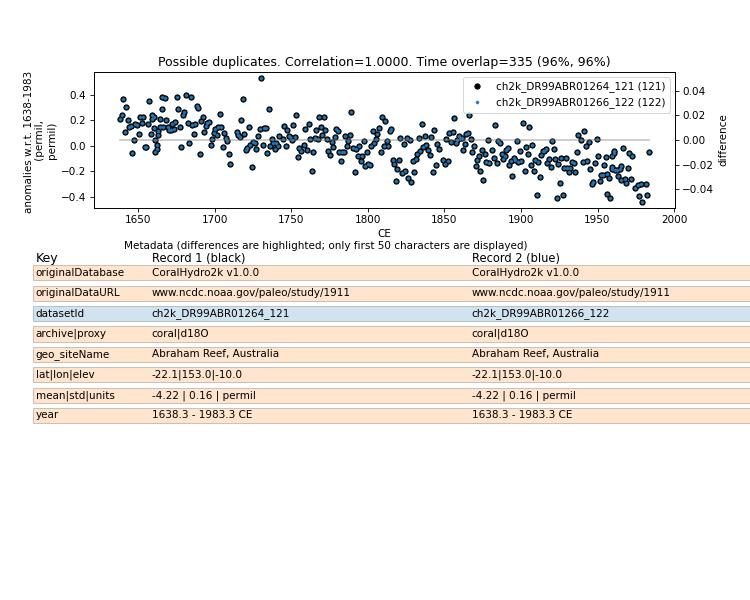 Possible duplicates. Correlation=1.0000. Time overlap=335 (96%, 96%)
anomalies w.r.t. 1638-1983
(permil,
permil)
0.4
0.2
0.0
−0.2
−0.4
ch2k_DR99ABR01264_121 (121)
ch2k_DR99ABR01266_122 (122)
0.04
0.02
0.00
−0.02
−0.04
difference
1650 1700 1750 1800 1850 1900 1950 2000
CE
Metadata (differences are highlighted; only first 50 characters are displayed)
Key Record 1 (black) Record 2 (blue)
originalDatabase CoralHydro2k v1.0.0 CoralHydro2k v1.0.0
originalDataURL www.ncdc.noaa.gov/paleo/study/1911 www.ncdc.noaa.gov/paleo/study/1911
datasetId ch2k_DR99ABR01264_121 ch2k_DR99ABR01266_122
archive|proxy coral|d18O coral|d18O
geo_siteName Abraham Reef, Australia Abraham Reef, Australia
lat|lon|elev -22.1|153.0|-10.0 -22.1|153.0|-10.0
mean|std|units -4.22 | 0.16 | permil -4.22 | 0.16 | permil
year 1638.3 - 1983.3 CE 1638.3 - 1983.3 CE